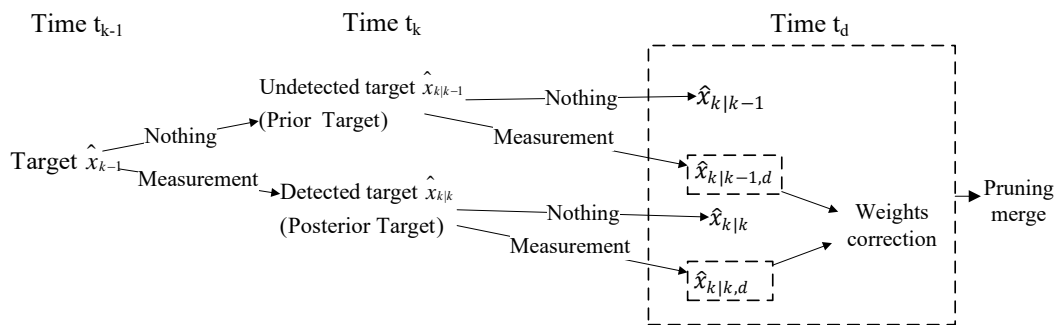 Time t_{k-1} Time t_k Time t_d
Undetected target x̂_{k|k−1} Nothing x̂_{k|k−1}
(Prior Target)
Nothing Measurement
Target x̂_{k−1} x̂_{k|k−1,d}
Measurement Detected target x̂_{k|k} Pruning
Nothing x̂_{k|k} Weights merge
(Posterior Target) correction
Measurement
x̂_{k|k,d}